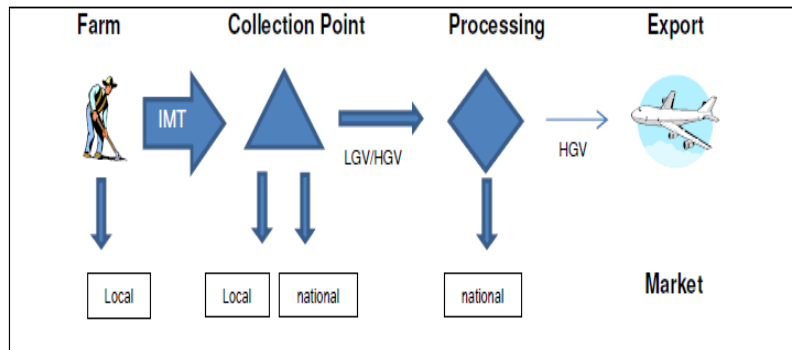 Farm Collection Point Processing Export
IMT
LGV/HGV
HGV
Local Local national national Market